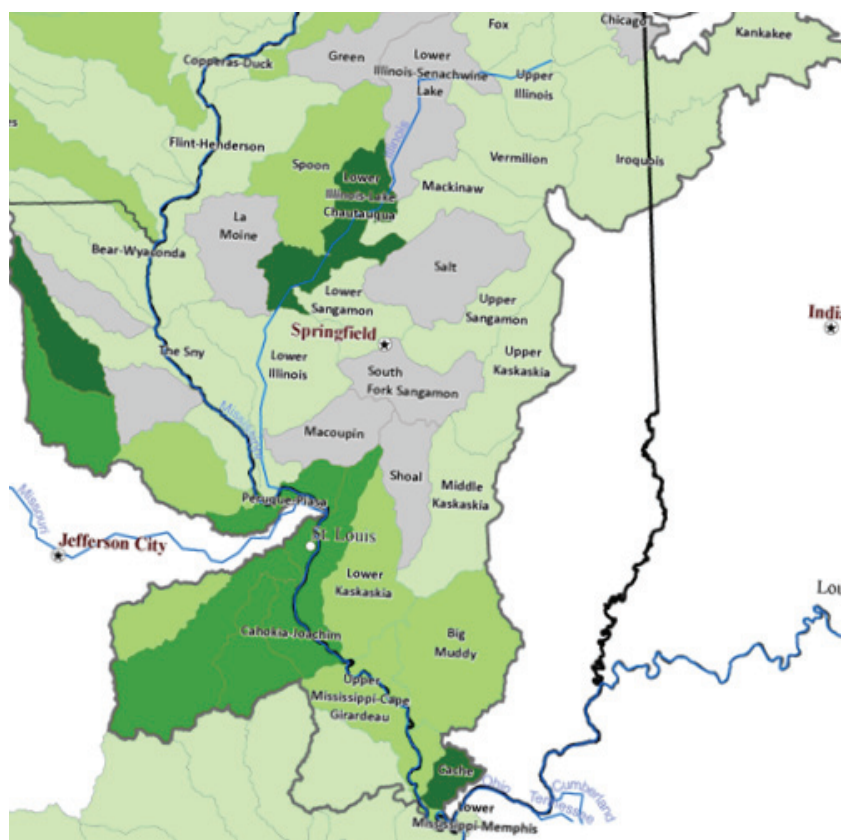 Fox
Chicago
Kankakee
Copperas-Duck
Green
Lower
Illinois-Senachwine
Lake
Upper
Illinois
Illinois
Flint-Henderson
Spoon
Vermilion
Iroquois
Lower
Illinois-Lake
Chautauqua
Mackinaw
La
Moine
Bear-Wyaconda
Salt
Lower
Sangamon
Upper
Sangamon
India
Springfield
The Sny
Lower
Illinois
Upper
Kaskaskia
South
Fork Sangamon
Mississippi
Macoupin
Shoal
Middle
Kaskaskia
Peruque-Piasa
Missouri
Jefferson City
St. Louis
Lower
Kaskaskia
Lou
Cahokia-Joachim
Big
Muddy
Upper
Mississippi-Cape
Girardeau
Cache
Ohio
Cumberland
Tennessee
Lower
Mississippi-Memphis